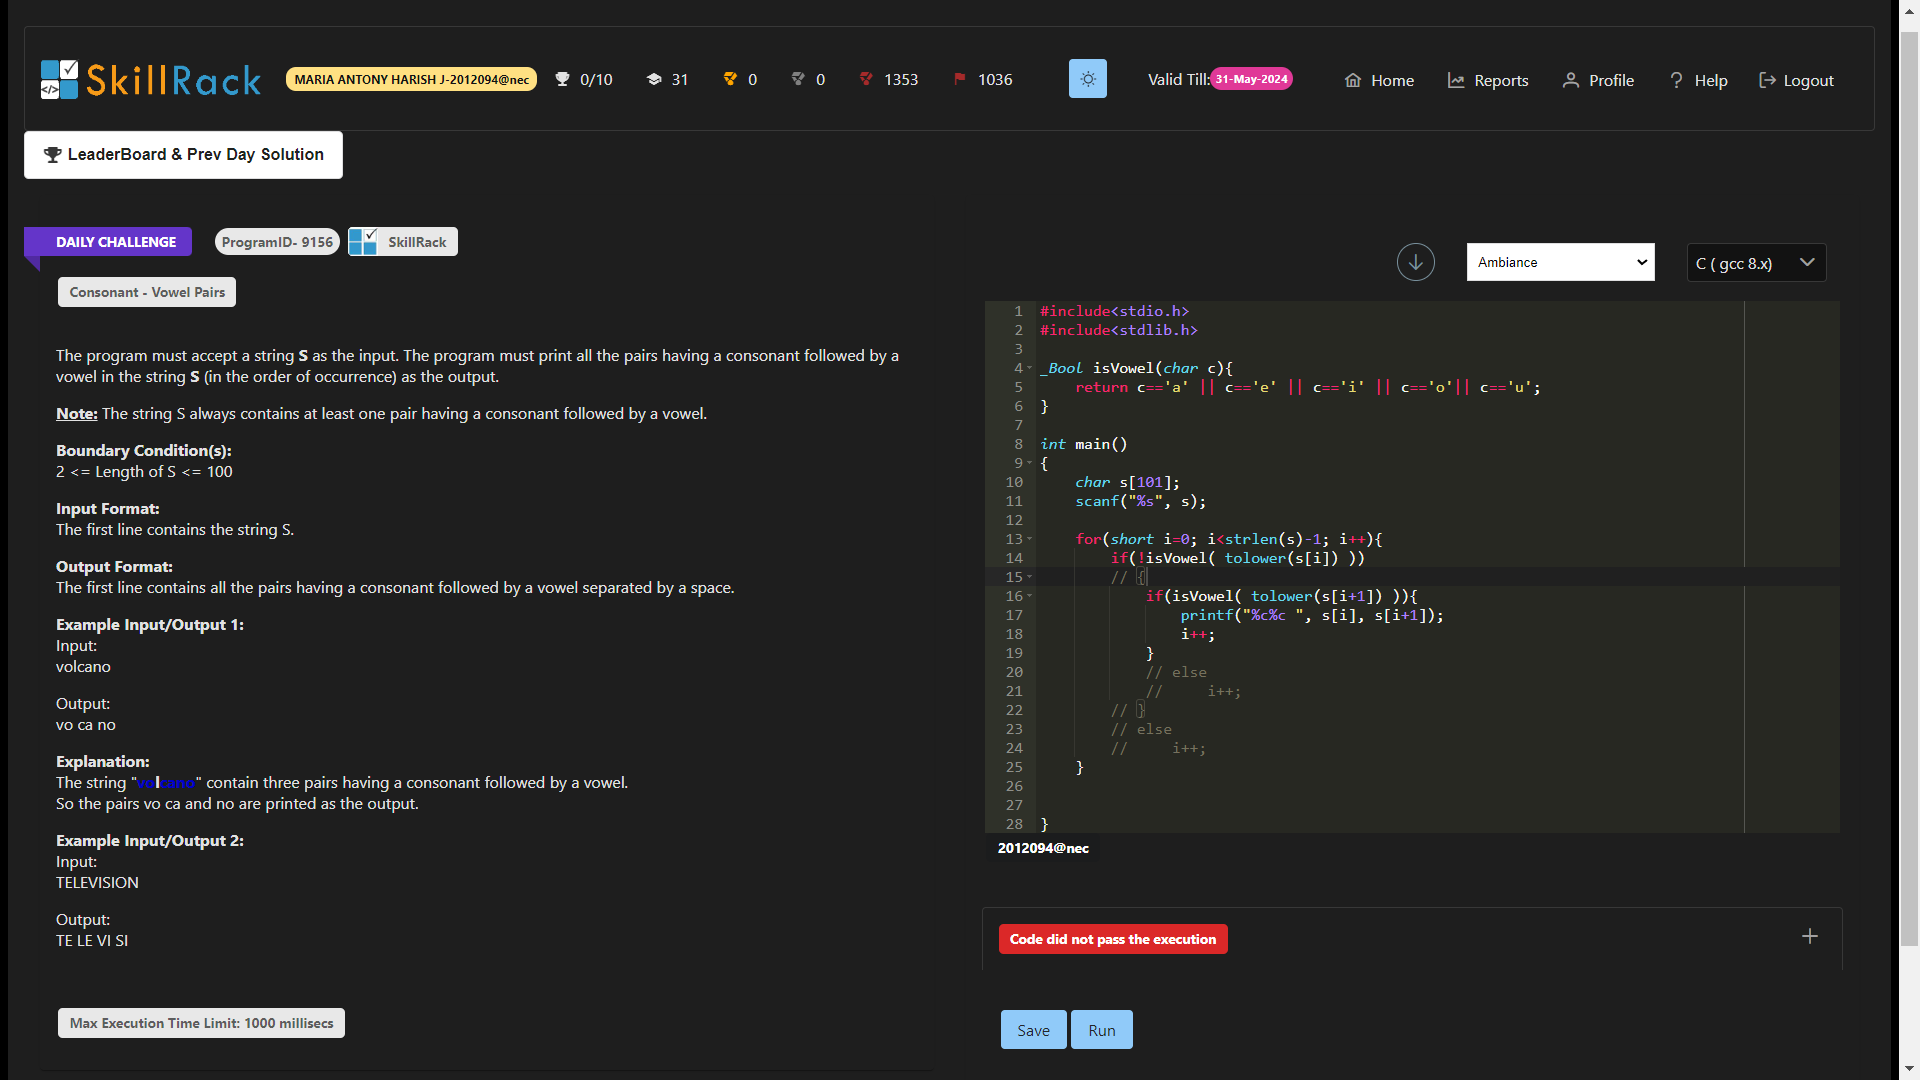 SkillRack
MARIA ANTONY HARISH J-2012094@nec
0/10
31
0
0
1353
1036
Valid Till:
31-May-2024
Home
Reports
Profile
Help
Logout
LeaderBoard & Prev Day Solution
DAILY CHALLENGE
ProgramID- 9156
SkillRack
Consonant - Vowel Pairs
The program must accept a string S as the input. The program must print all the pairs having a consonant followed by a
vowel in the string S (in the order of occurrence) as the output.
Note: The string S always contains at least one pair having a consonant followed by a vowel.
Boundary Condition(s):
2 <= Length of S <= 100
Input Format:
The first line contains the string S.
Output Format:
The first line contains all the pairs having a consonant followed by a vowel separated by a space.
Example Input/Output 1:
Input:
volcano
Output:
vo ca no
Explanation:
The string "volcano" contain three pairs having a consonant followed by a vowel.
So the pairs vo ca and no are printed as the output.
Example Input/Output 2:
Input:
TELEVISION
Output:
TE LE VI SI
Max Execution Time Limit: 1000 millisecs
Ambiance
C ( gcc 8.x)
1 #include<stdio.h>
2 #include<stdlib.h>
3
4 _Bool isVowel(char c){
5     return c=='a' || c=='e' || c=='i' || c=='o'|| c=='u';
6 }
7
8 int main()
9 {
10     char s[101];
11     scanf("%s", s);
12
13     for(short i=0; i<strlen(s)-1; i++){
14         if(!isVowel( tolower(s[i]) ))
15         // {
16             if(isVowel( tolower(s[i+1]) )){
17                 printf("%c%c ", s[i], s[i+1]);
18                 i++;
19             }
20             // else
21             //     i++;
22         // }
23         // else
24         //     i++;
25     }
26
27
28 }
2012094@nec
Code did not pass the execution
Save
Run